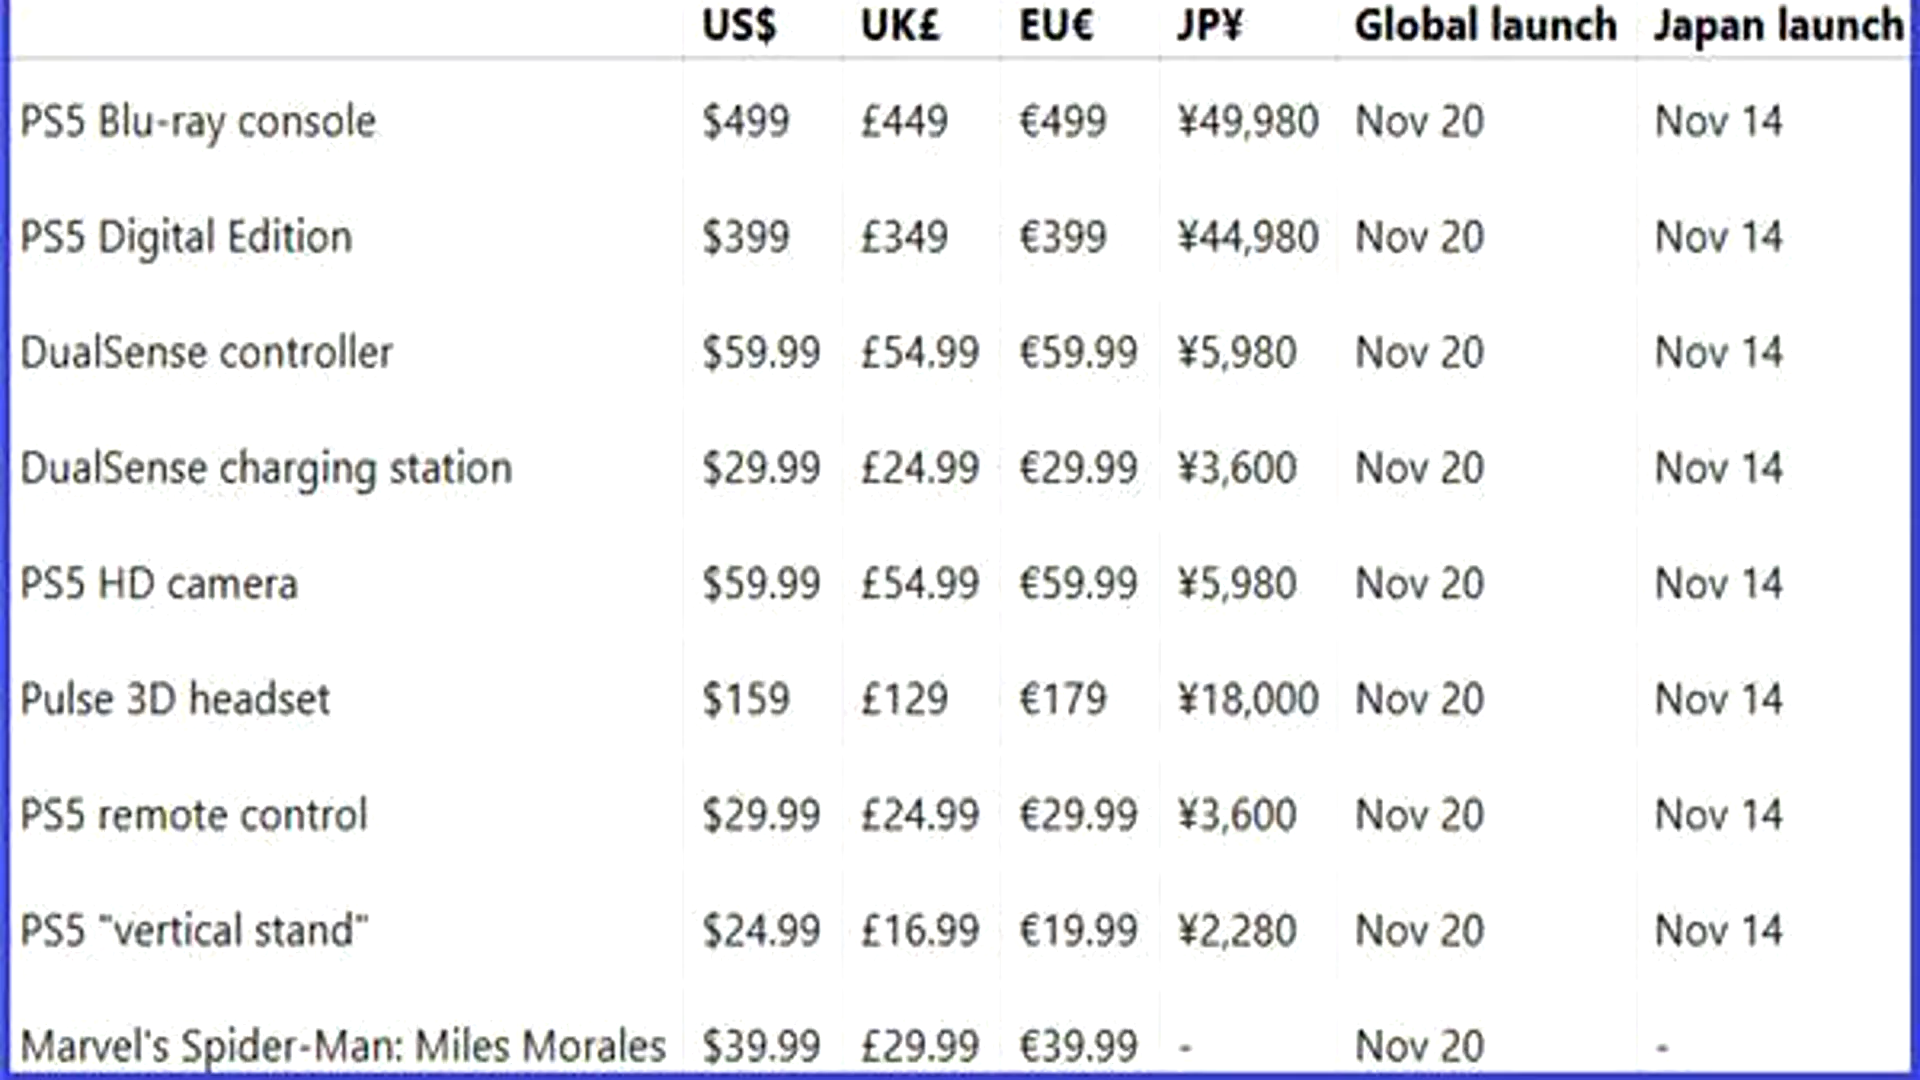 US$ UK£ EU€ JP¥ Global launch Japan launch
PS5 Blu-ray console $499 £449 €499 ¥49,980 Nov 20 Nov 14
PS5 Digital Edition $399 £349 €399 ¥44,980 Nov 20 Nov 14
DualSense controller $59.99 £54.99 €59.99 ¥5,980 Nov 20 Nov 14
DualSense charging station $29.99 £24.99 €29.99 ¥3,600 Nov 20 Nov 14
PS5 HD camera $59.99 £54.99 €59.99 ¥5,980 Nov 20 Nov 14
Pulse 3D headset $159 £129 €179 ¥18,000 Nov 20 Nov 14
PS5 remote control $29.99 £24.99 €29.99 ¥3,600 Nov 20 Nov 14
PS5 "vertical stand" $24.99 £16.99 €19.99 ¥2,280 Nov 20 Nov 14
Marvel's Spider-Man: Miles Morales $39.99 £29.99 €39.99 - Nov 20 -